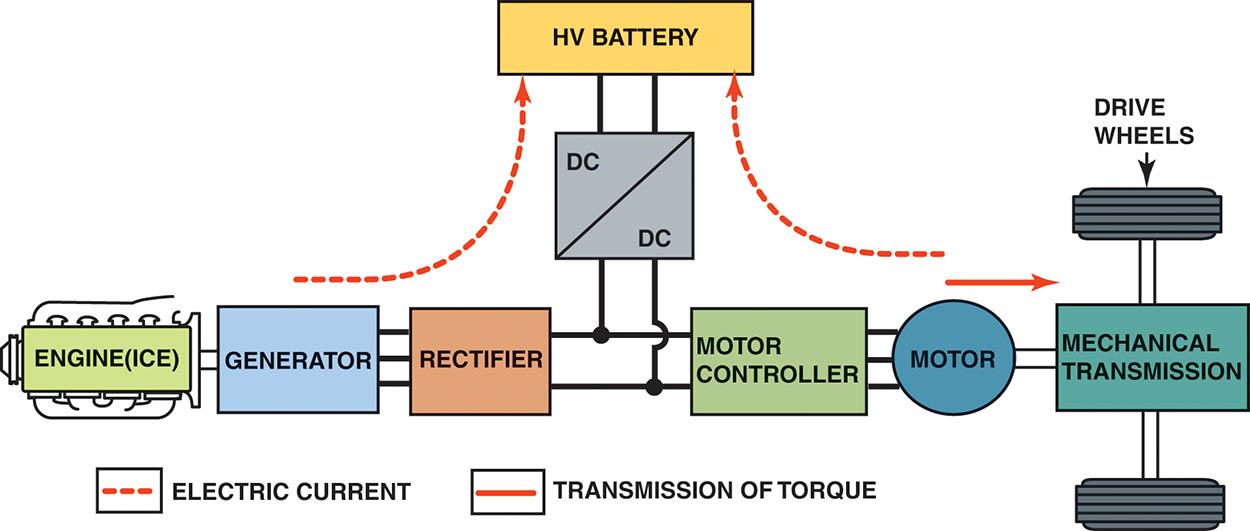 HV BATTERY
DC
DC
DRIVE
WHEELS
ENGINE(ICE)
GENERATOR
RECTIFIER
MOTOR
CONTROLLER
MOTOR
MECHANICAL
TRANSMISSION
ELECTRIC CURRENT
TRANSMISSION OF TORQUE